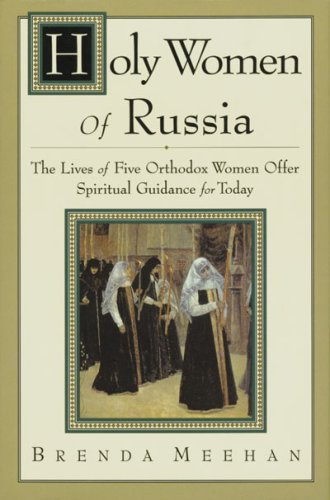 Holy Women
Of Russia
The Lives of Five Orthodox Women Offer
Spiritual Guidance for Today
BRENDA MEEHAN